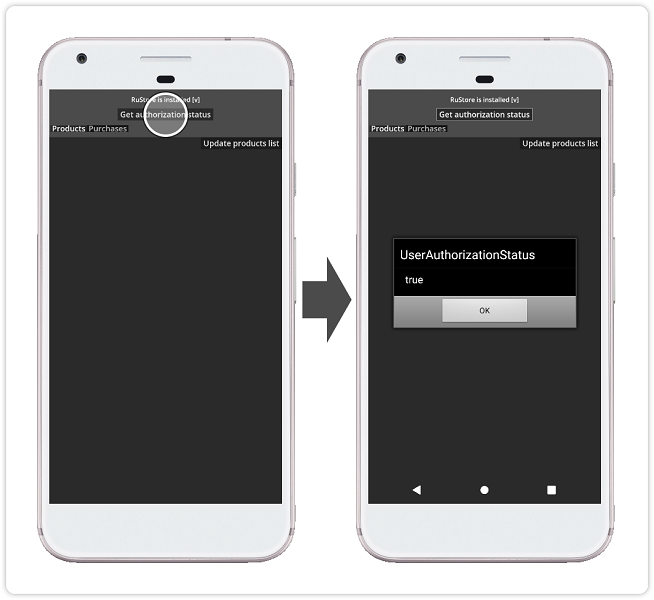 RuStore is installed [v]
Get authorization status
Products Purchases
Update products list
RuStore is installed [v]
Get authorization status
Products Purchases
Update products list
UserAuthorizationStatus
true
OK